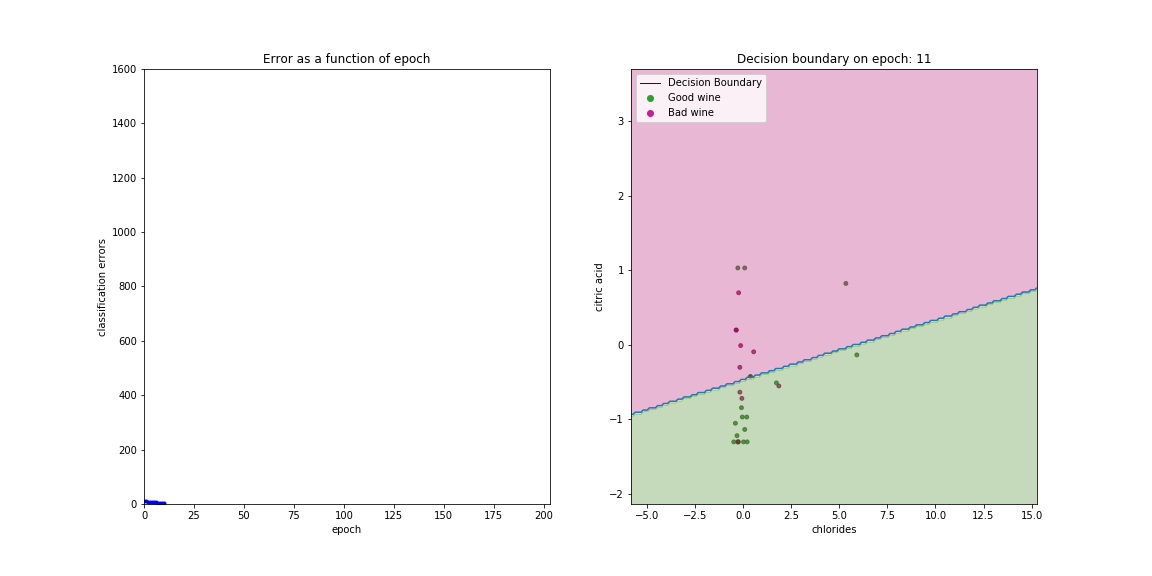 Error as a function of epoch
1600
1400
1200
1000
800
600
400
200
0
classification errors
0 25 50 75 100 125 150 175 200
epoch
Decision boundary on epoch: 11
Decision Boundary
Good wine
Bad wine
3
2
1
0
−1
−2
citric acid
−5.0 −2.5 0.0 2.5 5.0 7.5 10.0 12.5 15.0
chlorides